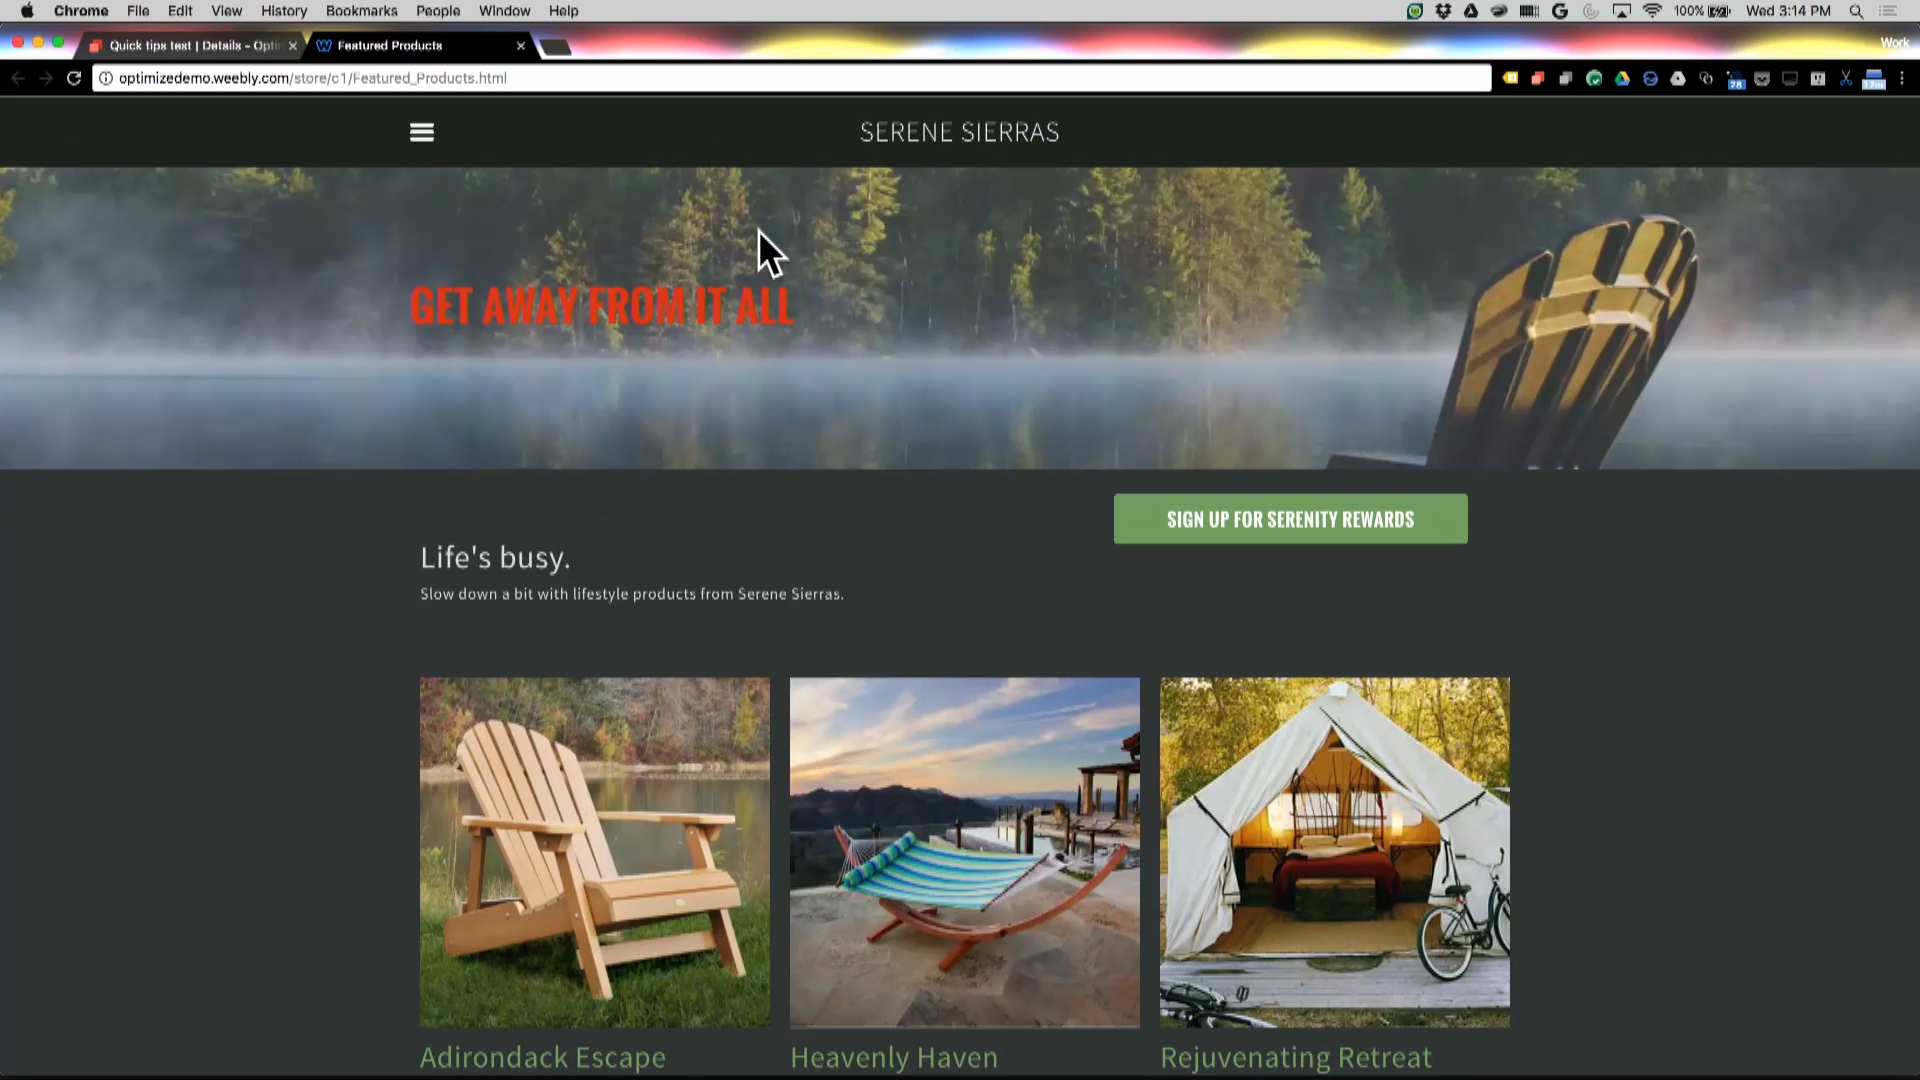 Chrome File Edit View History Bookmarks People Window Help 100% Wed 3:14 PM
Quick tips test | Details - Opti
Featured Products
Work
optimizedemo.weebly.com/store/c1/Featured_Products.html
28
SERENE SIERRAS
GET AWAY FROM IT ALL
SIGN UP FOR SERENITY REWARDS
Life's busy.
Slow down a bit with lifestyle products from Serene Sierras.
Adirondack Escape
Heavenly Haven
Rejuvenating Retreat